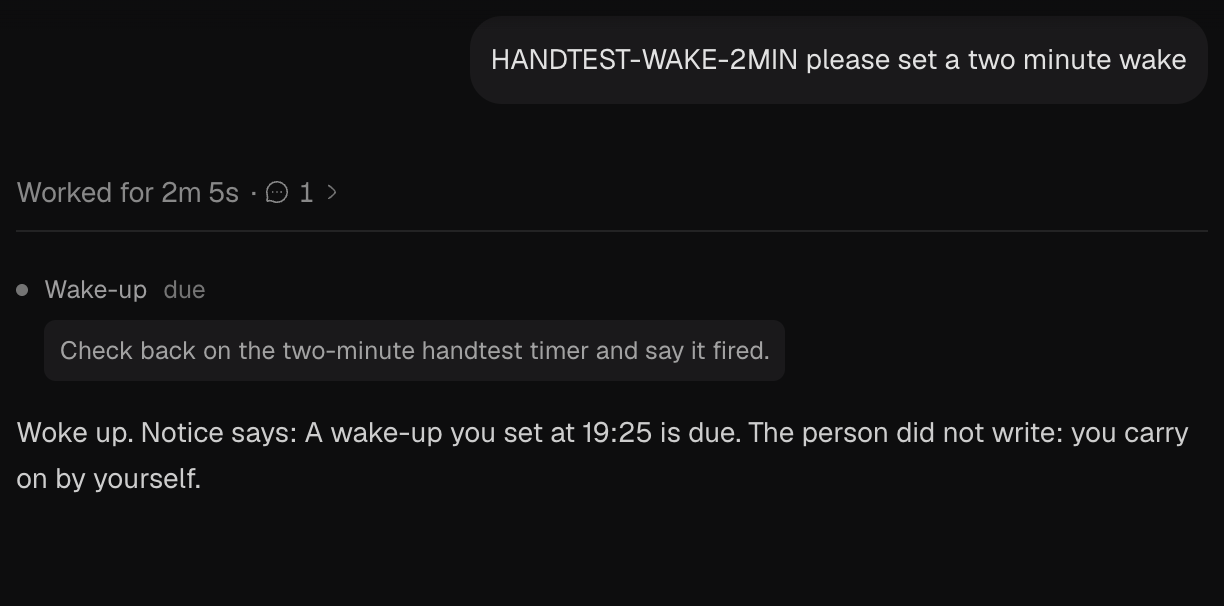 HANDTEST-WAKE-2MIN please set a two minute wake
Worked for 2m 5s · 1 >
Wake-up due
Check back on the two-minute handtest timer and say it fired.
Woke up. Notice says: A wake-up you set at 19:25 is due. The person did not write: you carry
on by yourself.